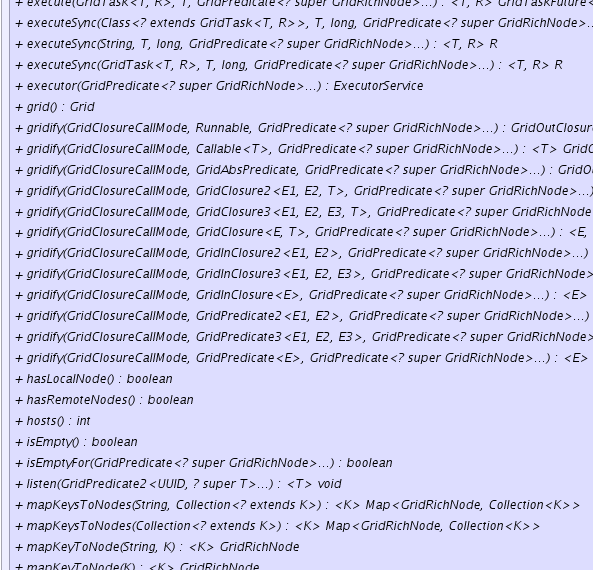 + execute(GridTask<T, R>, T, GridPredicate<? super GridRichNode>...) : <T, R> GridTaskFuture<
+ executeSync(Class<? extends GridTask<T, R>>, T, long, GridPredicate<? super GridRichNode>...
+ executeSync(String, T, long, GridPredicate<? super GridRichNode>...) : <T, R> R
+ executeSync(GridTask<T, R>, T, long, GridPredicate<? super GridRichNode>...) : <T, R> R
+ executor(GridPredicate<? super GridRichNode>...) : ExecutorService
+ grid() : Grid
+ gridify(GridClosureCallMode, Runnable, GridPredicate<? super GridRichNode>...) : GridOutClosur
+ gridify(GridClosureCallMode, Callable<T>, GridPredicate<? super GridRichNode>...) : <T> GridO
+ gridify(GridClosureCallMode, GridAbsPredicate, GridPredicate<? super GridRichNode>...) : GridOu
+ gridify(GridClosureCallMode, GridClosure2<E1, E2, T>, GridPredicate<? super GridRichNode>...)
+ gridify(GridClosureCallMode, GridClosure3<E1, E2, E3, T>, GridPredicate<? super GridRichNode
+ gridify(GridClosureCallMode, GridClosure<E, T>, GridPredicate<? super GridRichNode>...) : <E,
+ gridify(GridClosureCallMode, GridInClosure2<E1, E2>, GridPredicate<? super GridRichNode>...)
+ gridify(GridClosureCallMode, GridInClosure3<E1, E2, E3>, GridPredicate<? super GridRichNode>
+ gridify(GridClosureCallMode, GridInClosure<E>, GridPredicate<? super GridRichNode>...) : <E>
+ gridify(GridClosureCallMode, GridPredicate2<E1, E2>, GridPredicate<? super GridRichNode>...)
+ gridify(GridClosureCallMode, GridPredicate3<E1, E2, E3>, GridPredicate<? super GridRichNode>
+ gridify(GridClosureCallMode, GridPredicate<E>, GridPredicate<? super GridRichNode>...) : <E>
+ hasLocalNode() : boolean
+ hasRemoteNodes() : boolean
+ hosts() : int
+ isEmpty() : boolean
+ isEmptyFor(GridPredicate<? super GridRichNode>...) : boolean
+ listen(GridPredicate2<UUID, ? super T>...) : <T> void
+ mapKeysToNodes(String, Collection<? extends K>) : <K> Map<GridRichNode, Collection<K>>
+ mapKeysToNodes(Collection<? extends K>) : <K> Map<GridRichNode, Collection<K>>
+ mapKeyToNode(String, K) : <K> GridRichNode
+ mapKeyToNode(K) : <K> GridRichNode